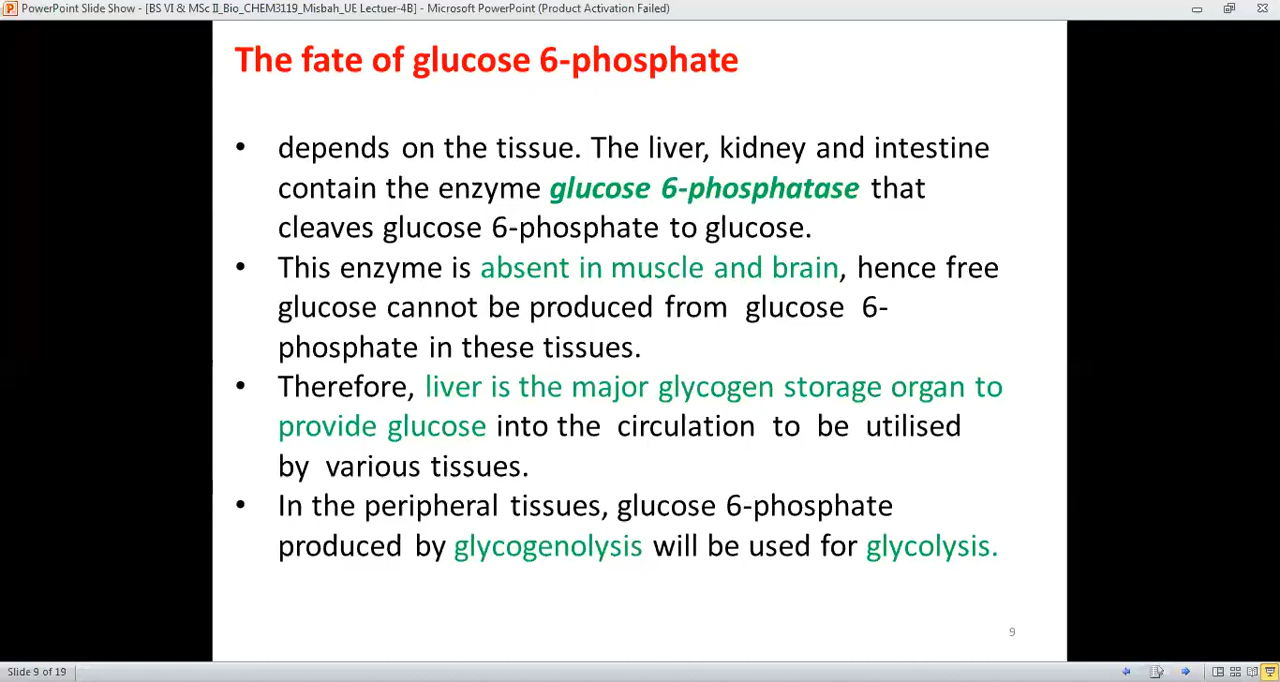 PowerPoint Slide Show - [BS VI & MSc II_Bio_CHEM3119_Misbah_UE Lectuer-4B] - Microsoft PowerPoint (Product Activation Failed)
The fate of glucose 6-phosphate
• depends on the tissue. The liver, kidney and intestine
contain the enzyme glucose 6-phosphatase that
cleaves glucose 6-phosphate to glucose.
• This enzyme is absent in muscle and brain, hence free
glucose cannot be produced from glucose 6-
phosphate in these tissues.
• Therefore, liver is the major glycogen storage organ to
provide glucose into the circulation to be utilised
by various tissues.
• In the peripheral tissues, glucose 6-phosphate
produced by glycogenolysis will be used for glycolysis.
9
Slide 9 of 19